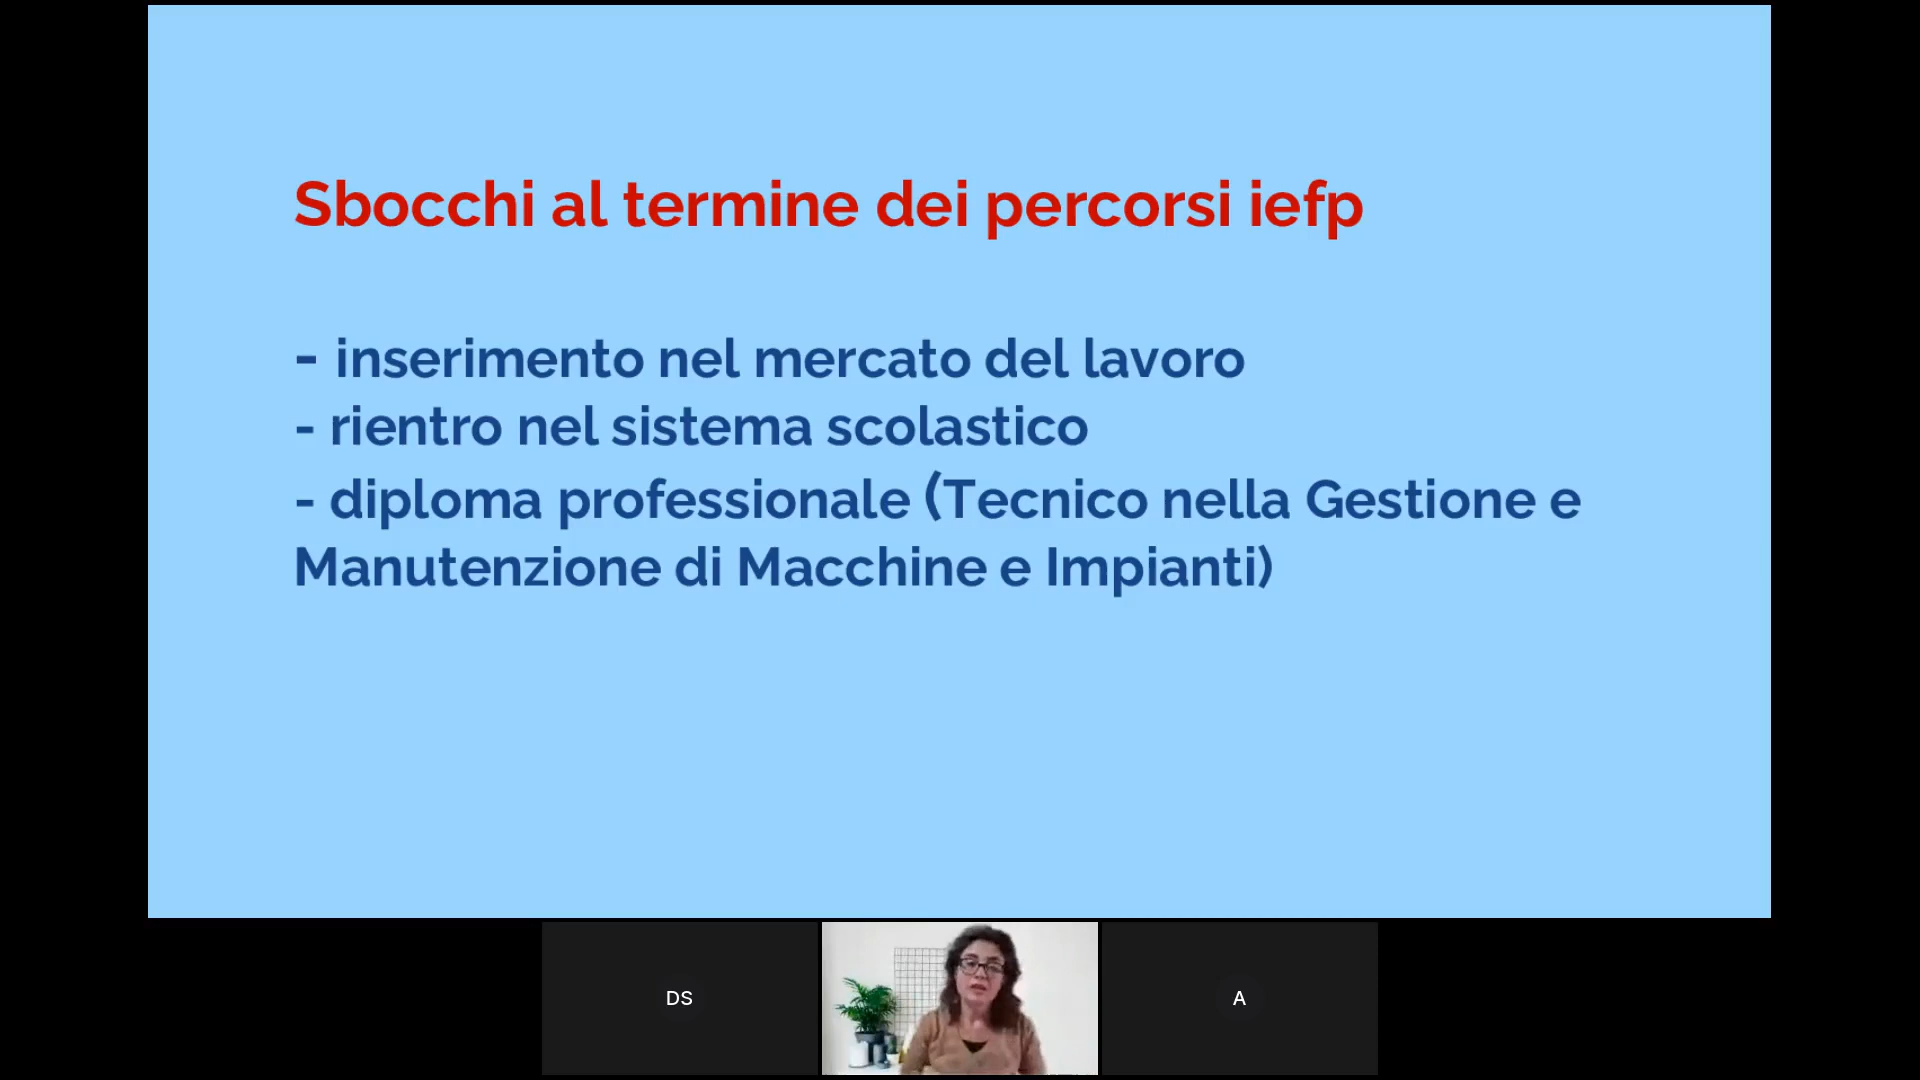 Sbocchi al termine dei percorsi iefp
- inserimento nel mercato del lavoro
- rientro nel sistema scolastico
- diploma professionale (Tecnico nella Gestione e
Manutenzione di Macchine e Impianti)
DS
A